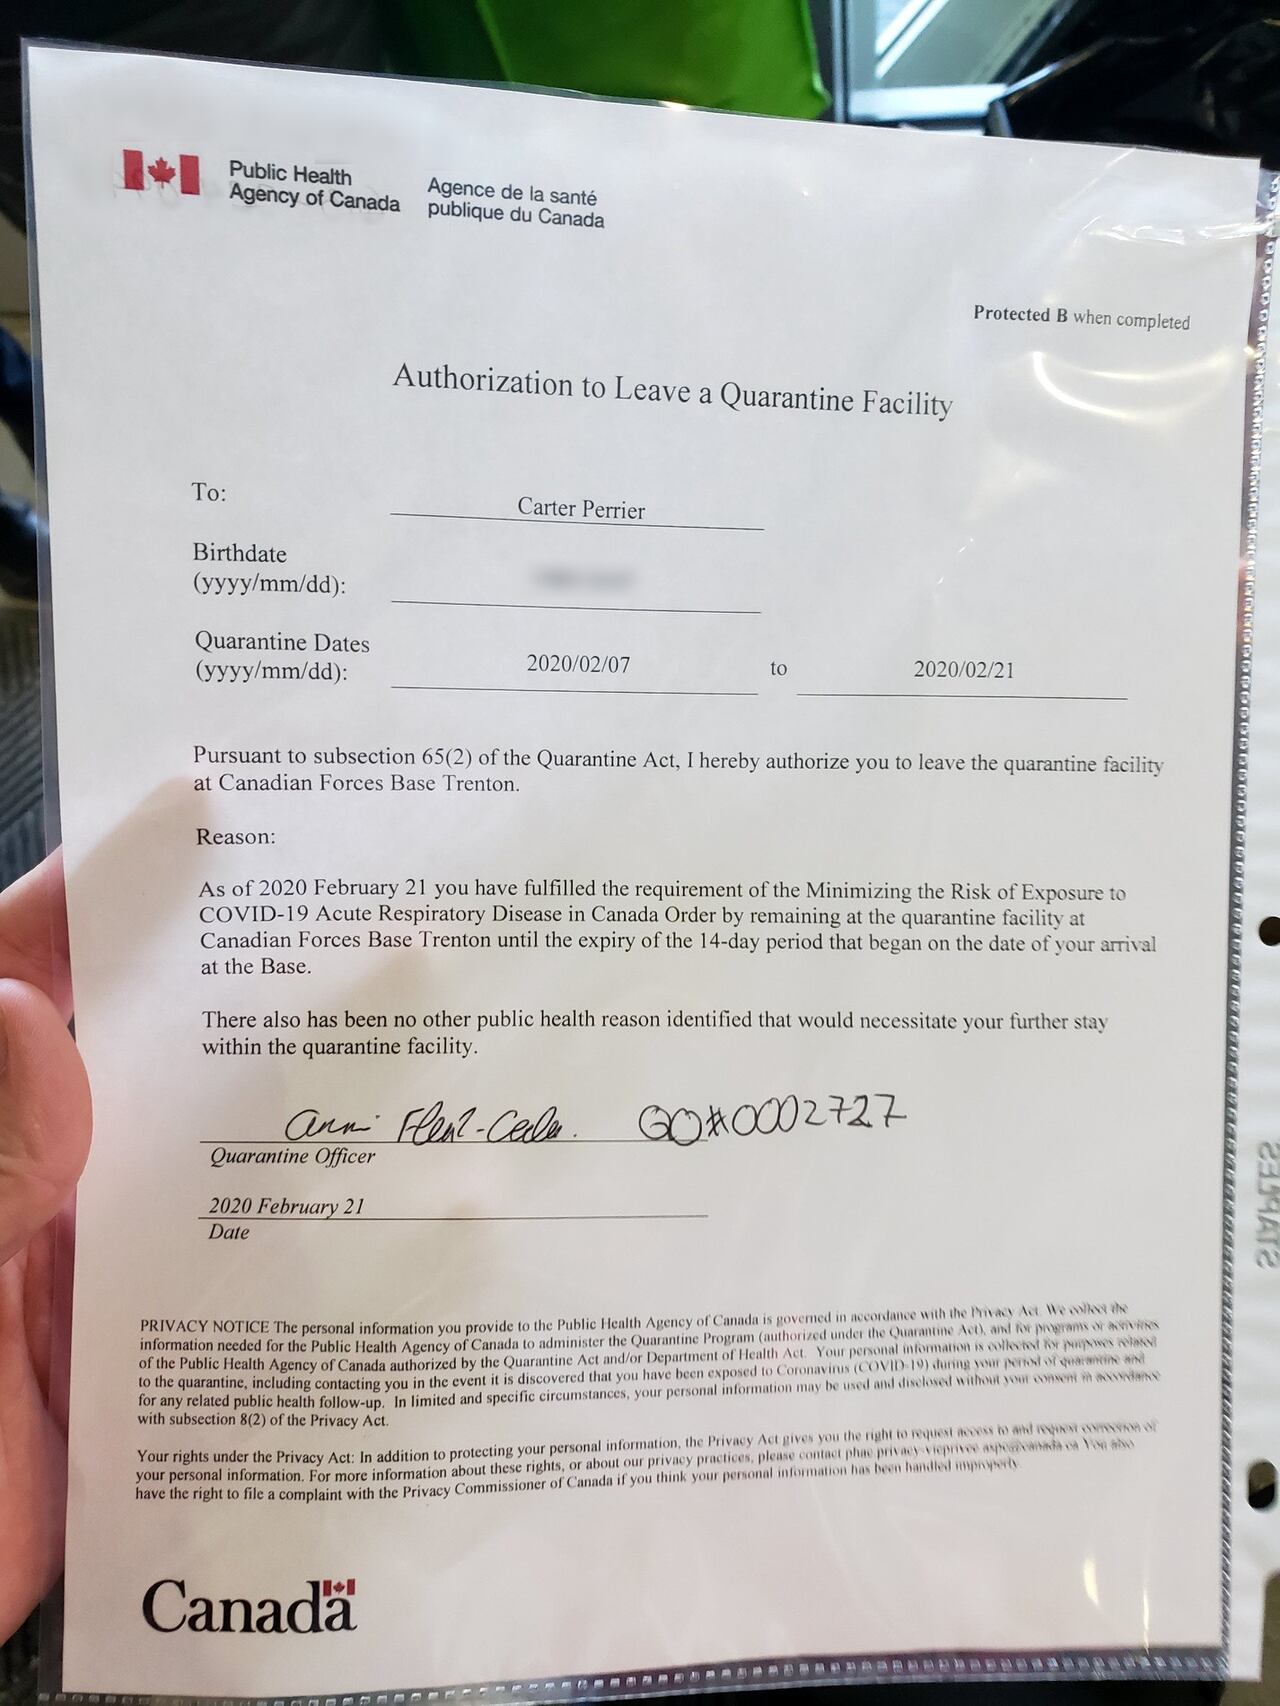 Public Health
Agency of Canada
Agence de la santé
publique du Canada
Protected B when completed
Authorization to Leave a Quarantine Facility
To:
Carter Perrier
Birthdate
(yyyy/mm/dd):
Quarantine Dates
(yyyy/mm/dd):
2020/02/07 to 2020/02/21
Pursuant to subsection 65(2) of the Quarantine Act, I hereby authorize you to leave the quarantine facility
at Canadian Forces Base Trenton.
Reason:
As of 2020 February 21 you have fulfilled the requirement of the Minimizing the Risk of Exposure to
COVID-19 Acute Respiratory Disease in Canada Order by remaining at the quarantine facility at
Canadian Forces Base Trenton until the expiry of the 14-day period that began on the date of your arrival
at the Base.
There also has been no other public health reason identified that would necessitate your further stay
within the quarantine facility.
QO#0002727
Quarantine Officer
2020 February 21
Date
PRIVACY NOTICE The personal information you provide to the Public Health Agency of Canada is governed in accordance with the Privacy Act. We collect the
information needed for the Public Health Agency of Canada to administer the Quarantine Program (authorized under the Quarantine Act), and for programs or activities
of the Public Health Agency of Canada authorized by the Quarantine Act and/or Department of Health Act. Your personal information is collected for purposes related
to the quarantine, including contacting you in the event it is discovered that you have been exposed to Coronavirus (COVID-19) during your period of quarantine and
for any related public health follow-up. In limited and specific circumstances, your personal information may be used and disclosed without your consent in accordance
with subsection 8(2) of the Privacy Act.
Your rights under the Privacy Act: In addition to protecting your personal information, the Privacy Act gives you the right to request access to and request correction of
your personal information. For more information about these rights, or about our privacy practices, please contact phac privacy-vieprivee aspc@canada.ca You also
have the right to file a complaint with the Privacy Commissioner of Canada if you think your personal information has been handled improperly.
Canada
STAPLES